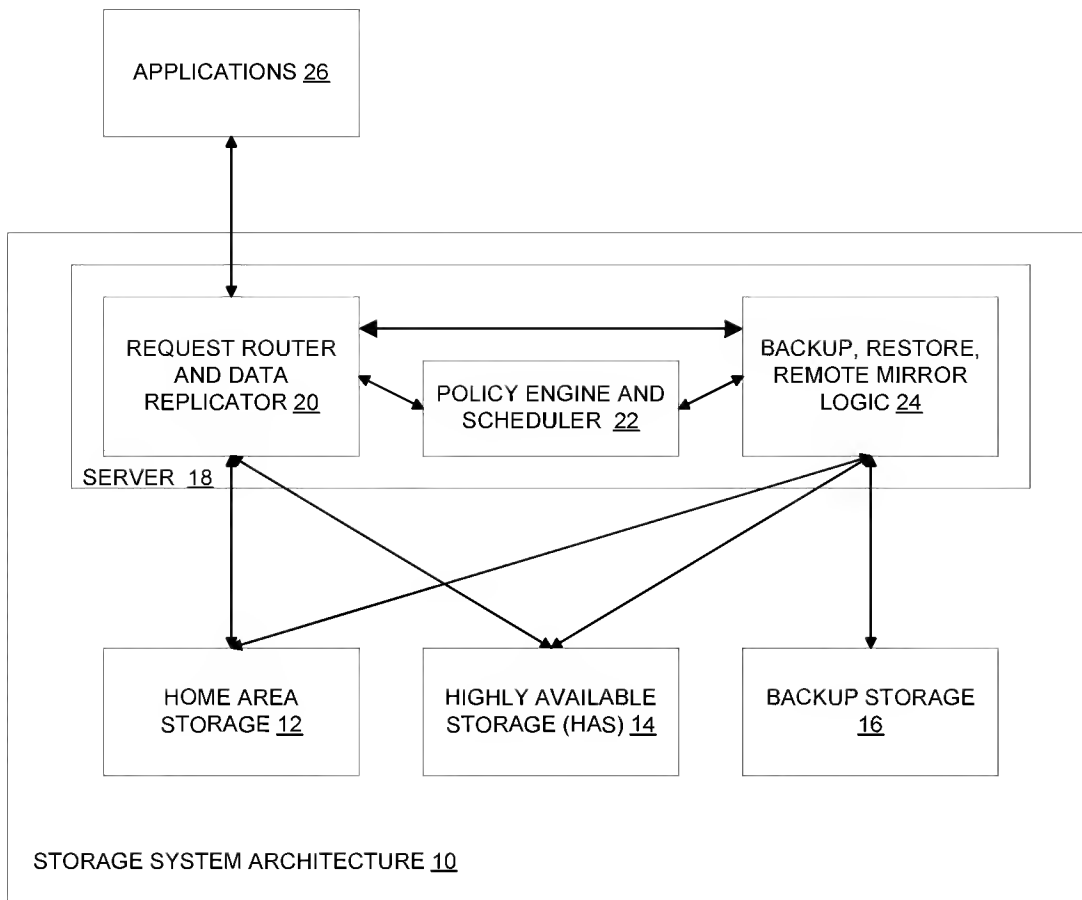 APPLICATIONS 26
REQUEST ROUTER
AND DATA
REPLICATOR 20
POLICY ENGINE AND
SCHEDULER 22
BACKUP, RESTORE,
REMOTE MIRROR
LOGIC 24
SERVER 18
HOME AREA
STORAGE 12
HIGHLY AVAILABLE
STORAGE (HAS) 14
BACKUP STORAGE
16
STORAGE SYSTEM ARCHITECTURE 10